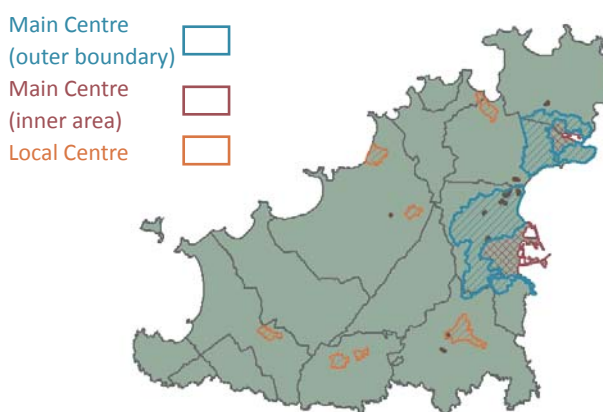 Main Centre
(outer boundary)
Main Centre
(inner area)
Local Centre